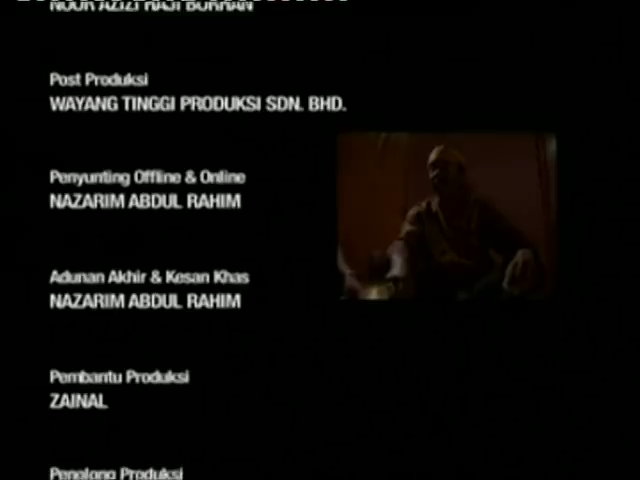 NOOR AZIZI HAJI BORHAN
Post Produksi
WAYANG TINGGI PRODUKSI SDN. BHD.
Penyunting Offline & Online
NAZARIM ABDUL RAHIM
Adunan Akhir & Kesan Khas
NAZARIM ABDUL RAHIM
Pembantu Produksi
ZAINAL
Penolong Produksi